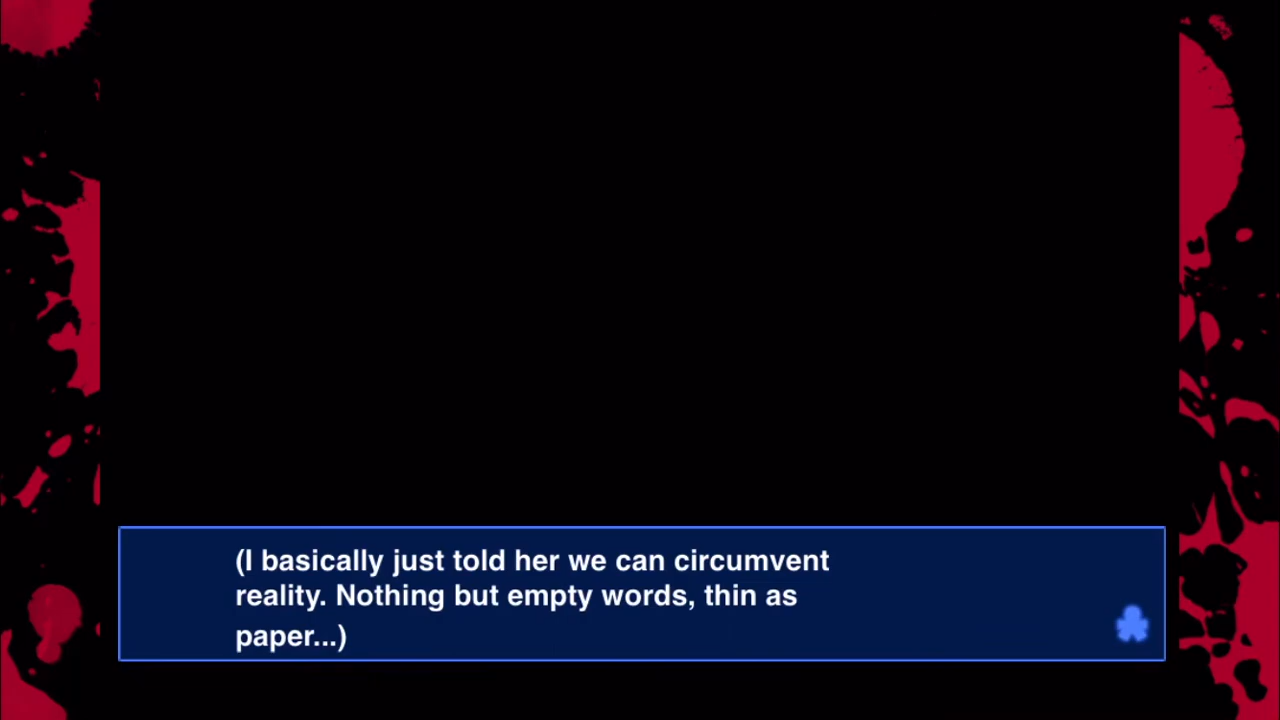 (I basically just told her we can circumvent
reality. Nothing but empty words, thin as
paper...)